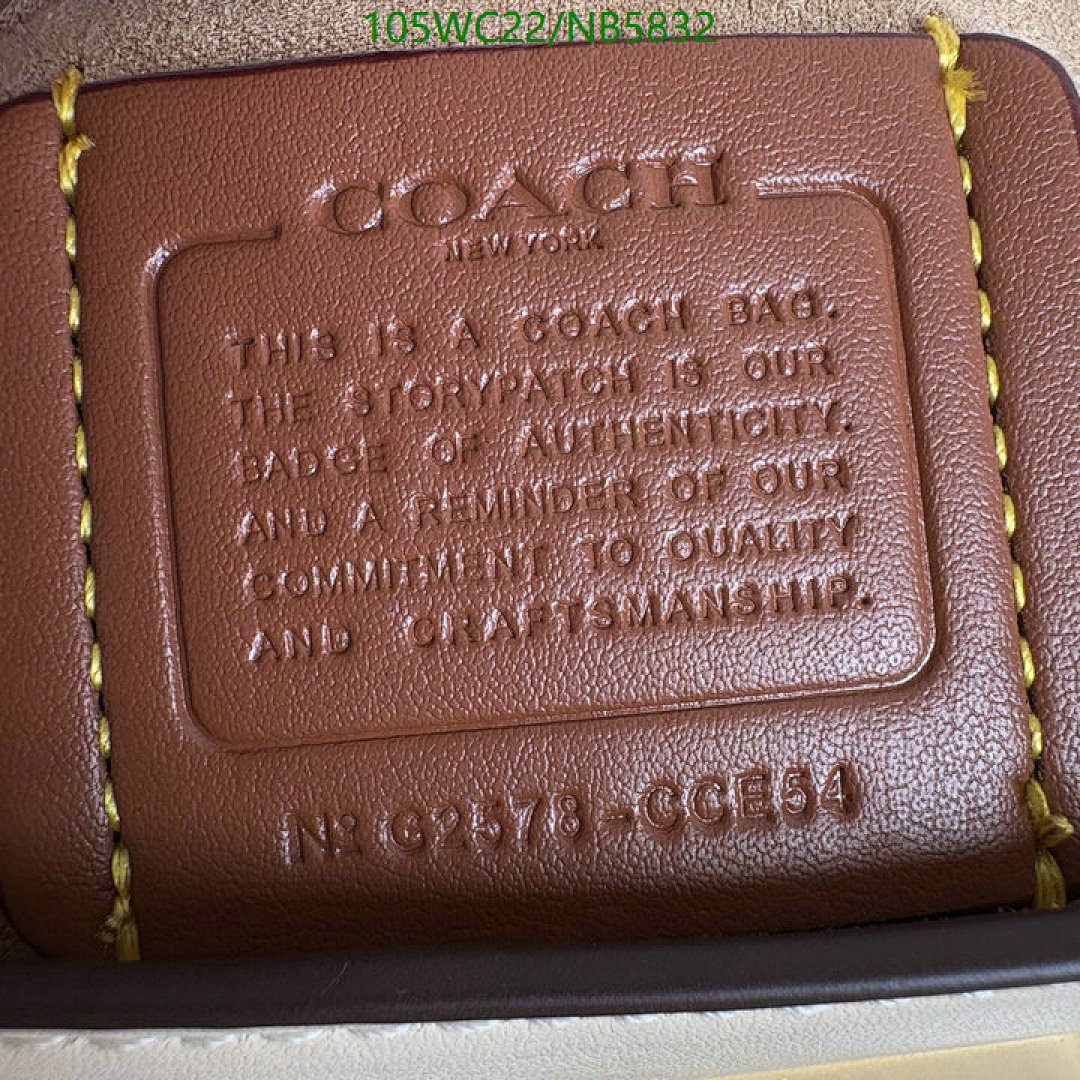 105WC22/NB5832
COACH
NEW YORK
THIS IS A COACH BAG.
THE STORYPATCH IS OUR
BADGE OF AUTHENTICITY.
AND A REMINDER OF OUR
COMMITMENT TO QUALITY
AND CRAFTSMANSHIP.
Nº C2578-CCE54